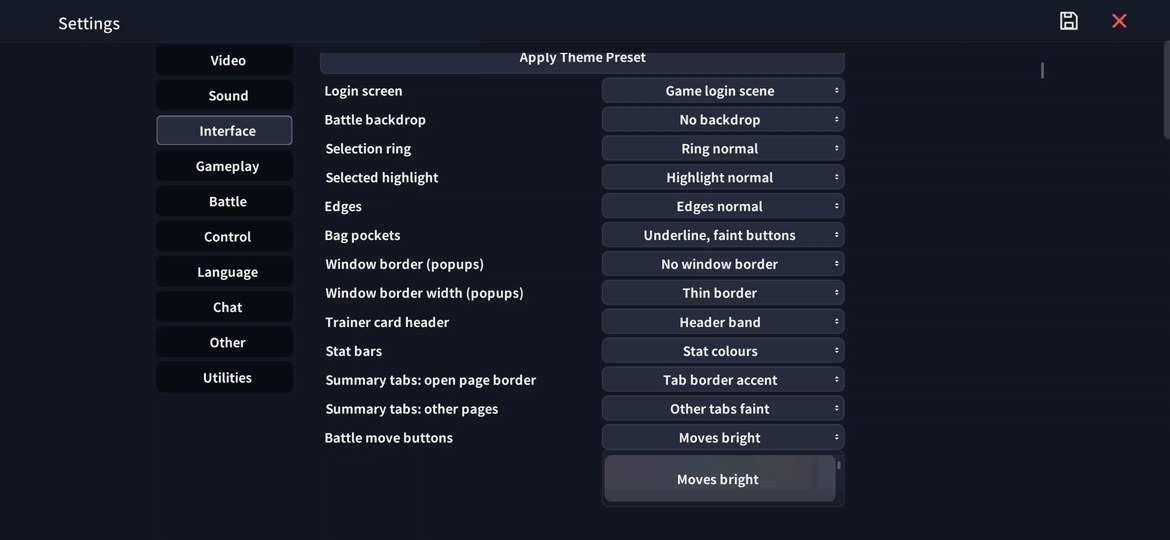 Settings
Video
Sound
Interface
Gameplay
Battle
Control
Language
Chat
Other
Utilities
Apply Theme Preset
Login screen Game login scene
Battle backdrop No backdrop
Selection ring Ring normal
Selected highlight Highlight normal
Edges Edges normal
Bag pockets Underline, faint buttons
Window border (popups) No window border
Window border width (popups) Thin border
Trainer card header Header band
Stat bars Stat colours
Summary tabs: open page border Tab border accent
Summary tabs: other pages Other tabs faint
Battle move buttons Moves bright
Moves bright